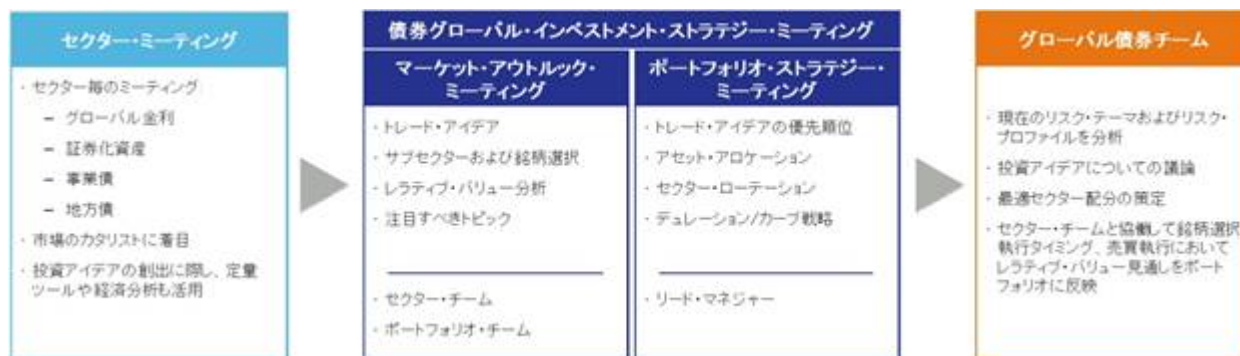 セクター・ミーティング
・セクター毎のミーティング
－ グローバル金利
－ 証券化資産
－ 事業債
－ 地方債
・市場のカタリストに着目
・投資アイデアの創出に際し、定量
ツールや経済分析も活用
債券グローバル・インベストメント・ストラテジー・ミーティング
マーケット・アウトルック・
ミーティング
・トレード・アイデア
・サブセクターおよび銘柄選択
・レラティブ・バリュー分析
・注目すべきトピック
・セクター・チーム
・ポートフォリオ・チーム
ポートフォリオ・ストラテジー・
ミーティング
・トレード・アイデアの優先順位
・アセット・アロケーション
・セクター・ローテーション
・デュレーション/カーブ戦略
・リード・マネジャー
グローバル債券チーム
・現在のリスク・テーマおよびリスク・
プロファイルを分析
・投資アイデアについての議論
・最適セクター配分の策定
・セクター・チームと協働して銘柄選択
執行タイミング、売買執行において
レラティブ・バリュー見通しをポート
フォリオに反映